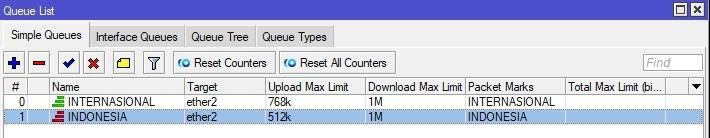 Queue List
Simple Queues Interface Queues Queue Tree Queue Types
Reset Counters Reset All Counters Find
# Name Target Upload Max Limit Download Max Limit Packet Marks Total Max Limit (bi...
0 INTERNASIONAL ether2 768k 1M INTERNASIONAL
1 INDONESIA ether2 512k 1M INDONESIA